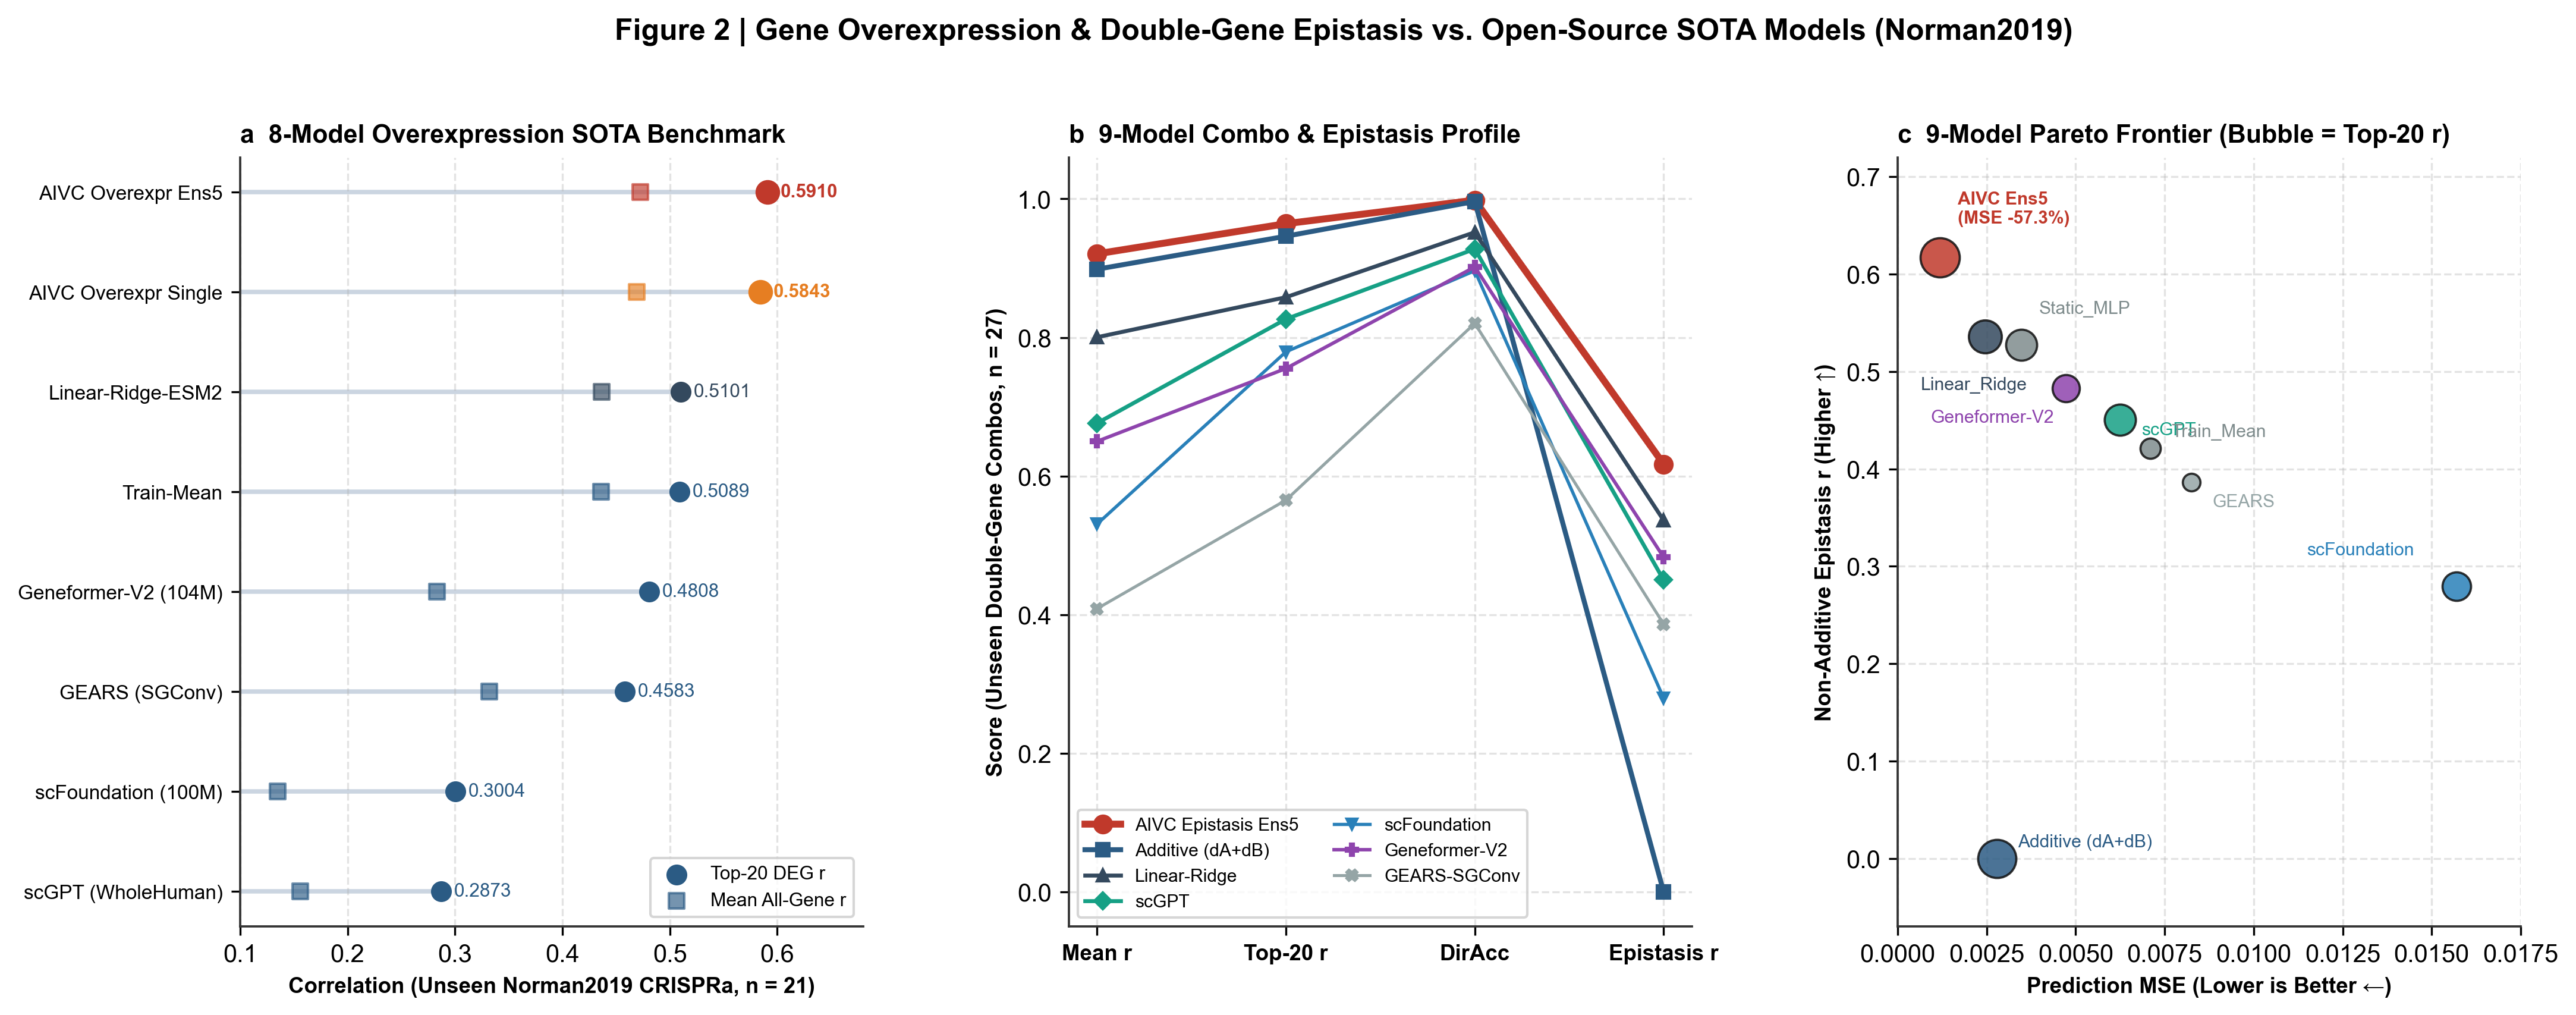 Figure 2 | Gene Overexpression & Double-Gene Epistasis vs. Open-Source SOTA Models (Norman2019)
a 8-Model Overexpression SOTA Benchmark
AIVC Overexpr Ens5
0.5910
AIVC Overexpr Single
0.5843
Linear-Ridge-ESM2
0.5101
Train-Mean
0.5089
Geneformer-V2 (104M)
0.4808
GEARS (SGConv)
0.4583
scFoundation (100M)
0.3004
scGPT (WholeHuman)
0.2873
Top-20 DEG r
Mean All-Gene r
0.1 0.2 0.3 0.4 0.5 0.6
Correlation (Unseen Norman2019 CRISPRa, n = 21)
b 9-Model Combo & Epistasis Profile
Score (Unseen Double-Gene Combos, n = 27)
1.0
0.8
0.6
0.4
0.2
0.0
AIVC Epistasis Ens5
Additive (dA+dB)
Linear-Ridge
scGPT
scFoundation
Geneformer-V2
GEARS-SGConv
Mean r Top-20 r DirAcc Epistasis r
c 9-Model Pareto Frontier (Bubble = Top-20 r)
Non-Additive Epistasis r (Higher ↑)
0.7
0.6
0.5
0.4
0.3
0.2
0.1
0.0
AIVC Ens5
(MSE -57.3%)
Static_MLP
Linear_Ridge
Geneformer-V2
scGPT
Train_Mean
GEARS
scFoundation
Additive (dA+dB)
0.0000 0.0025 0.0050 0.0075 0.0100 0.0125 0.0150 0.0175
Prediction MSE (Lower is Better ←)